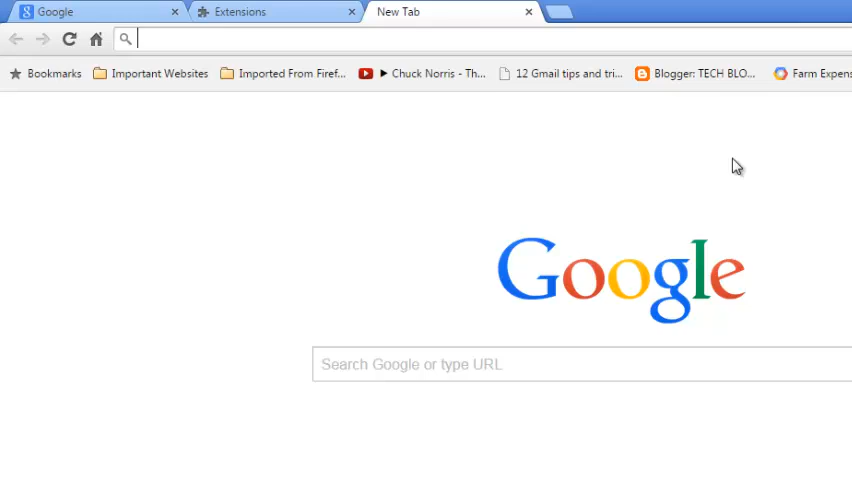 Google Extensions New Tab
Bookmarks Important Websites Imported From Firef... Chuck Norris - Th... 12 Gmail tips and tri... Blogger: TECH BLO... Farm Expens
Google
Search Google or type URL